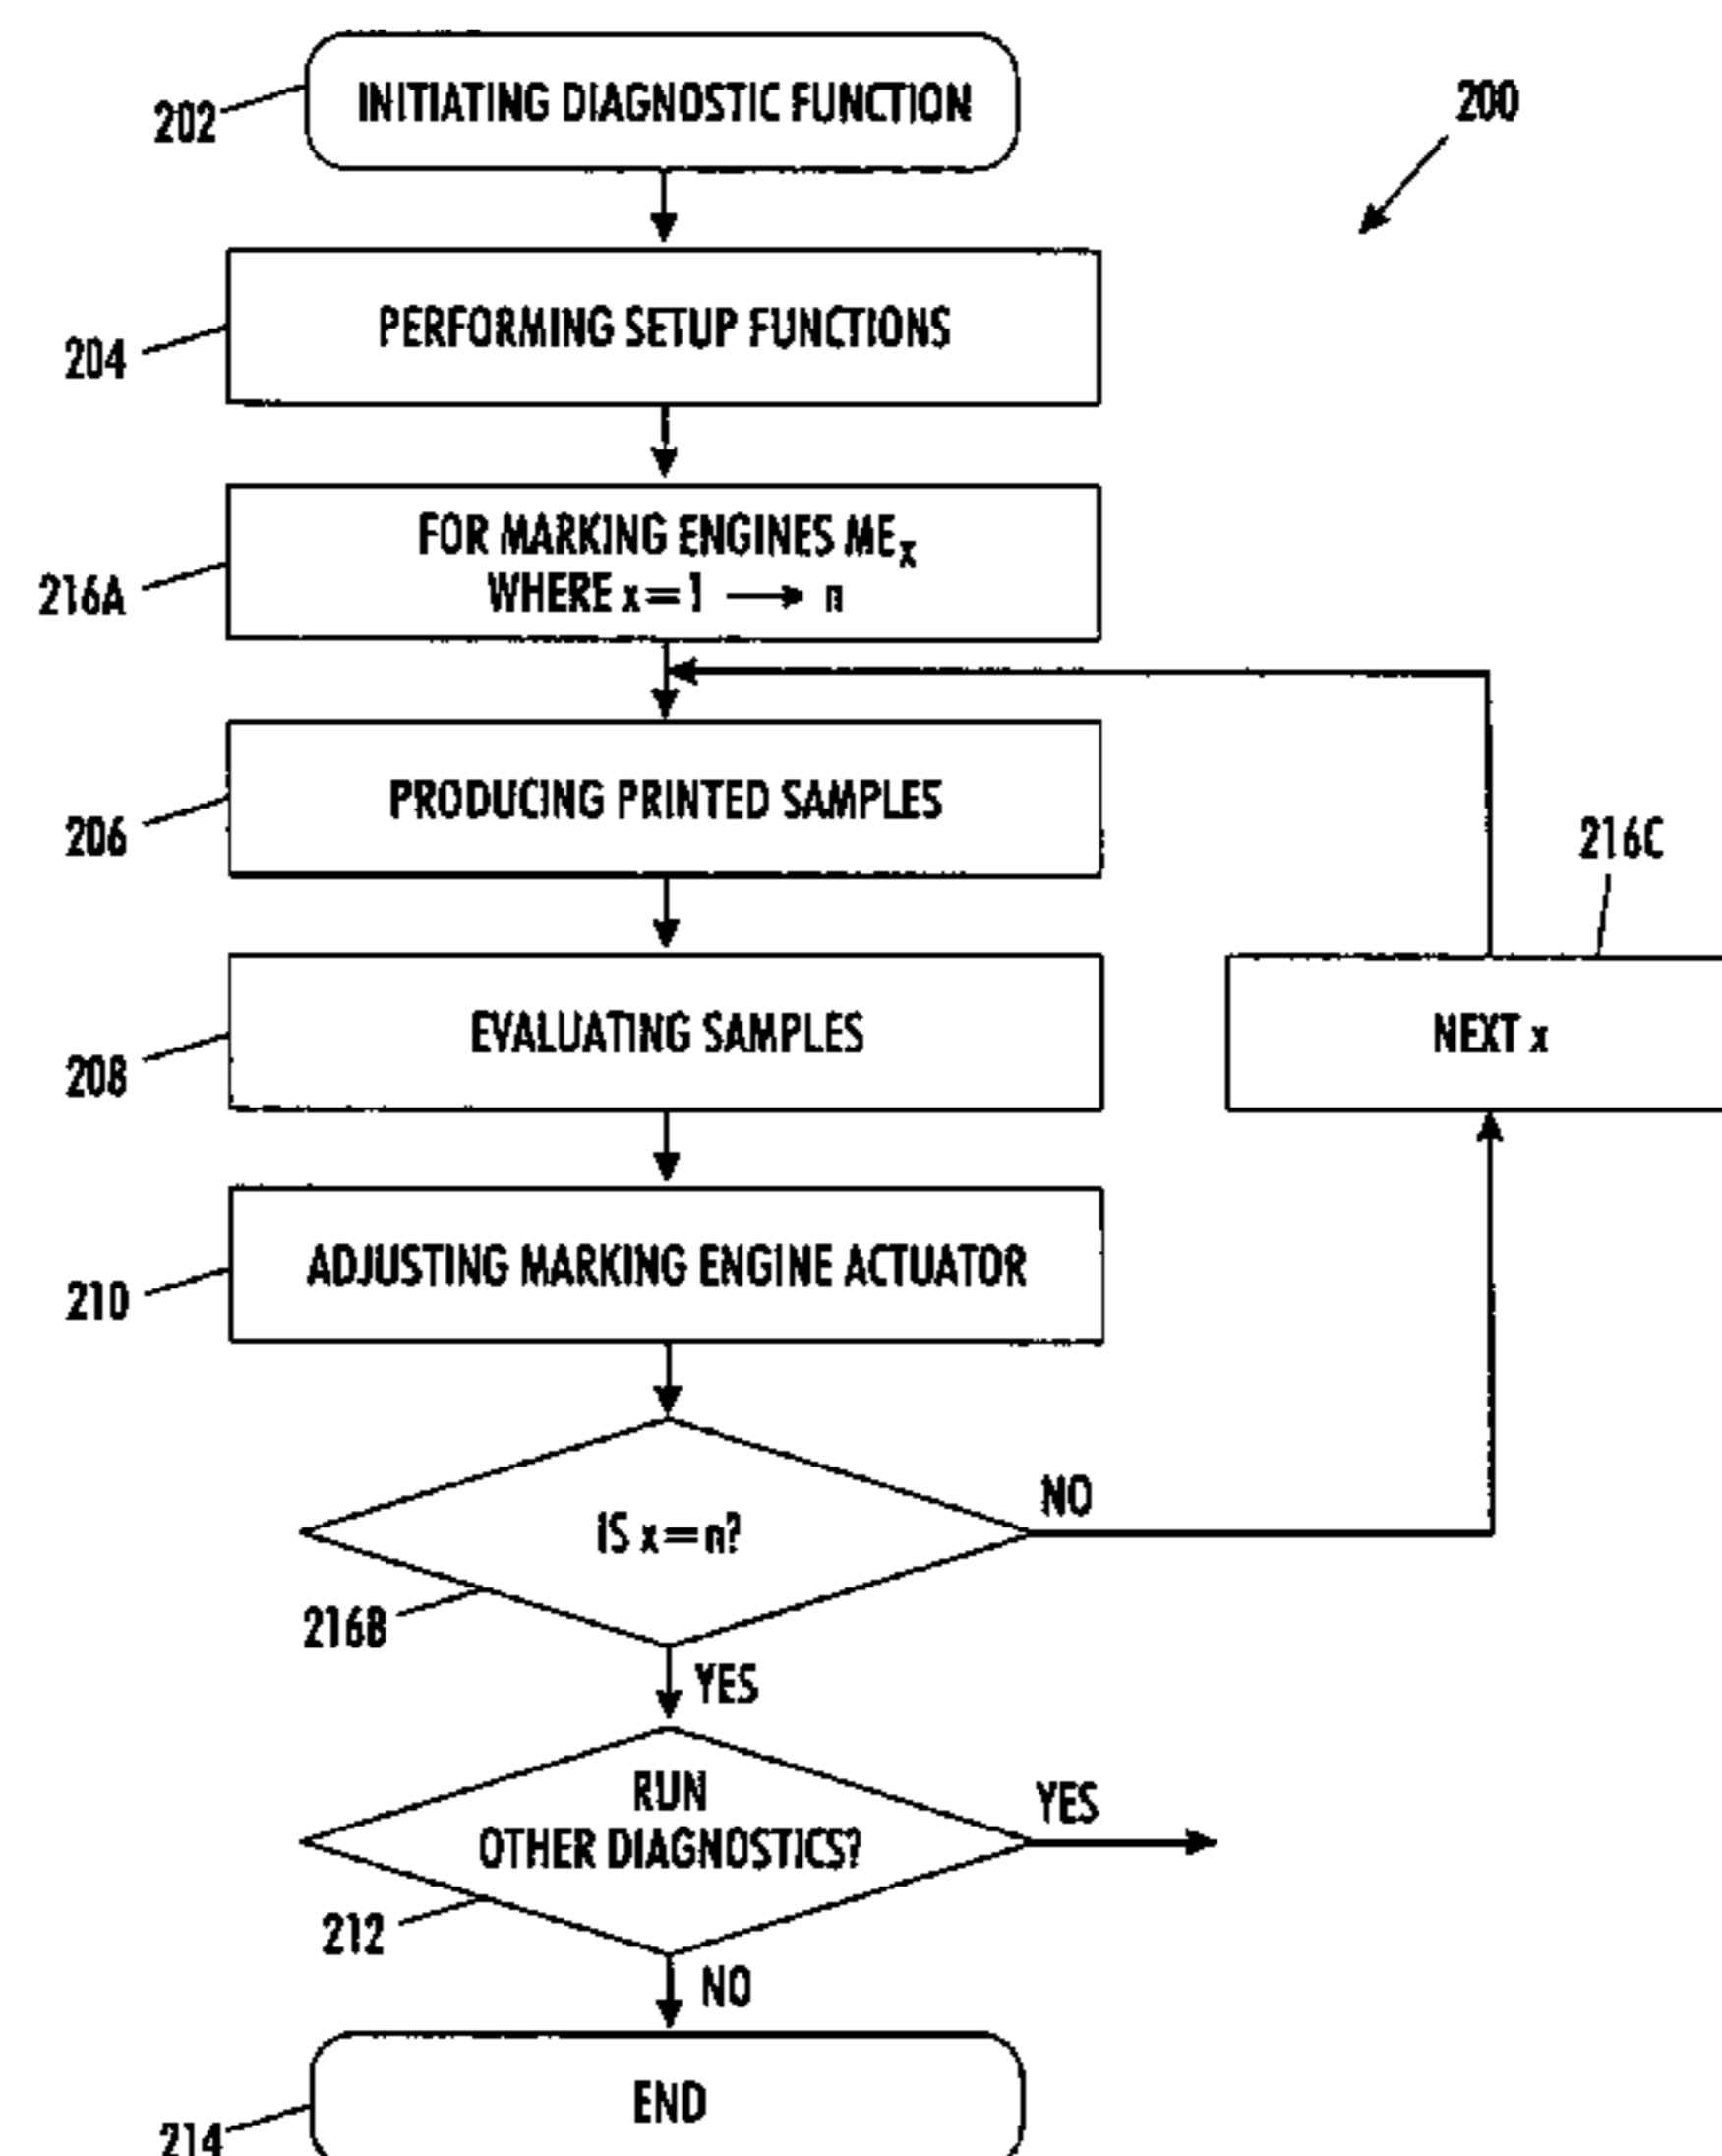 INITIATING DIAGNOSTIC FUNCTION
202
200
PERFORMING SETUP FUNCTIONS
204
FOR MARKING ENGINES MEx
WHERE x = 1 ⟶ n
216A
PRODUCING PRINTED SAMPLES
206
216C
EVALUATING SAMPLES
208
NEXT x
ADJUSTING MARKING ENGINE ACTUATOR
210
IS x = n?
NO
216B
YES
RUN
OTHER DIAGNOSTICS?
YES
212
NO
END
214